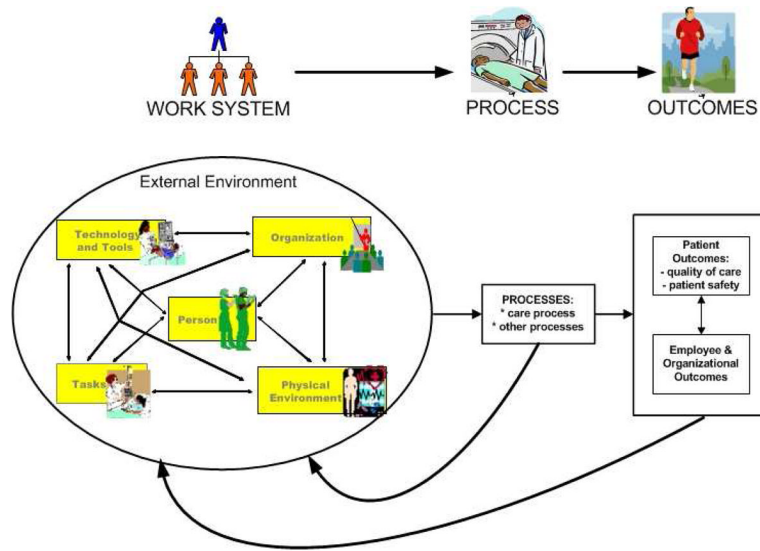 WORK SYSTEM
PROCESS
OUTCOMES
External Environment
Technology
and Tools
Organization
Person
Tasks
Physical
Environment
PROCESSES:
* care process
* other processes
Patient
Outcomes:
- quality of care
- patient safety
Employee &
Organizational
Outcomes